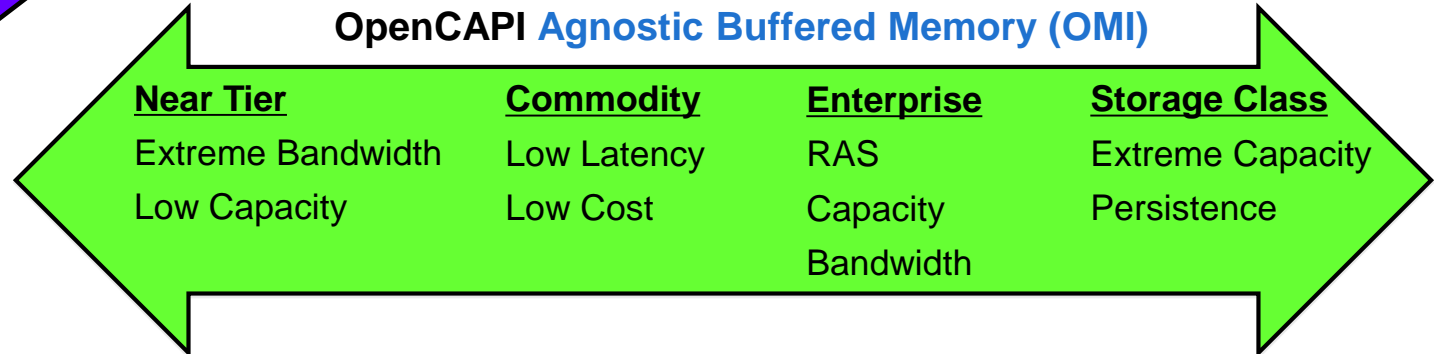 OpenCAPI Agnostic Buffered Memory (OMI)
Near Tier
Extreme Bandwidth
Low Capacity
Commodity
Low Latency
Low Cost
Enterprise
RAS
Capacity
Bandwidth
Storage Class
Extreme Capacity
Persistence